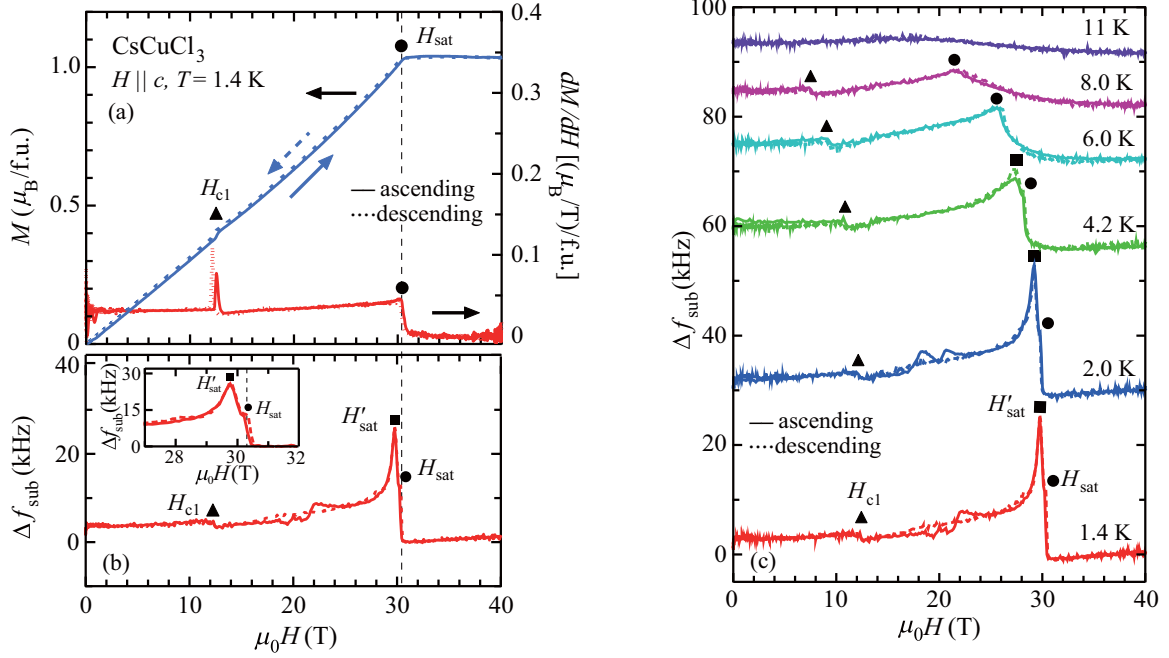 CsCuCl3
H || c, T = 1.4 K
(a)
Hsat
Hc1
ascending
descending
M (μB/f.u.)
1.0
0.5
0
dM/dH [(μB/T)/f.u.]
0.4
0.3
0.2
0.1
0
Δfsub (kHz)
40
20
0
Δfsub (kHz)
30
15
0
H′sat
Hsat
28
30
32
μ0H (T)
H′sat
Hsat
Hc1
(b)
0
10
20
30
40
μ0H (T)
Δfsub (kHz)
100
80
60
40
20
0
11 K
8.0 K
6.0 K
4.2 K
2.0 K
H′sat
ascending
descending
Hc1
Hsat
1.4 K
(c)
0
10
20
30
40
μ0H (T)